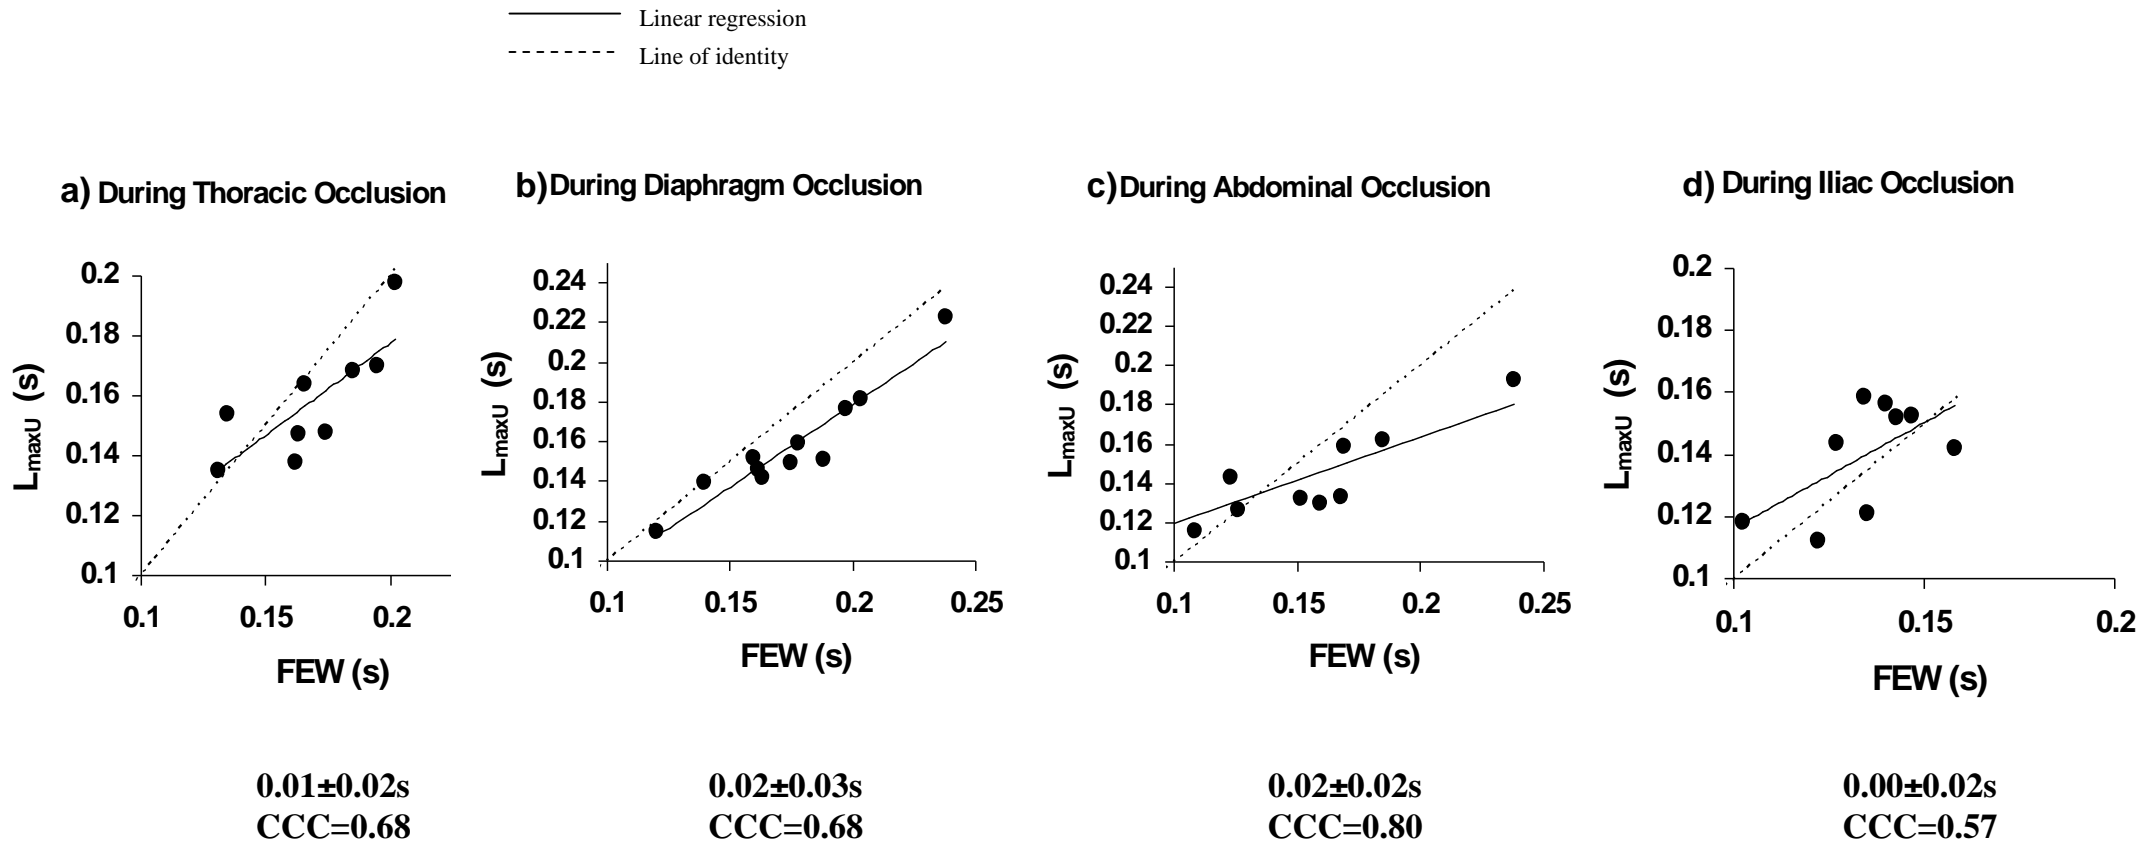 Linear regression
Line of identity
a) During Thoracic Occlusion
0.2
0.18
0.16
0.14
0.12
0.1
LmaxU (s)
0.1 0.15 0.2
FEW (s)
0.01±0.02s
CCC=0.68
b)During Diaphragm Occlusion
0.24
0.22
0.2
0.18
0.16
0.14
0.12
0.1
LmaxU (s)
0.1 0.15 0.2 0.25
FEW (s)
0.02±0.03s
CCC=0.68
c)During Abdominal Occlusion
0.24
0.22
0.2
0.18
0.16
0.14
0.12
0.1
LmaxU (s)
0.1 0.15 0.2 0.25
FEW (s)
0.02±0.02s
CCC=0.80
d) During Iliac Occlusion
0.2
0.18
0.16
0.14
0.12
0.1
LmaxU (s)
0.1 0.15 0.2
FEW (s)
0.00±0.02s
CCC=0.57